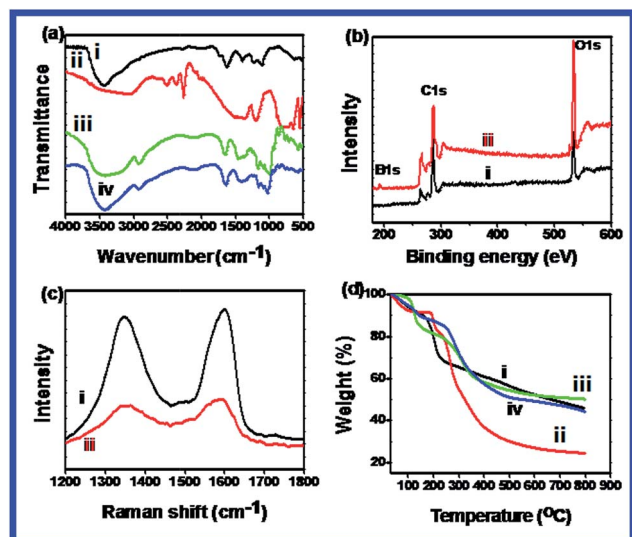 (a)
i
ii
iii
iv
Transmittance
4000 3500 3000 2500 2000 1500 1000 500
Wavenumber (cm-1)
(b)
O1s
C1s
B1s
iii
i
Intensity
200 300 400 500 600
Binding energy (eV)
(c)
i
iii
Intensity
1200 1300 1400 1500 1600 1700 1800
Raman shift (cm-1)
(d)
100
80
60
40
20
i
iii
iv
ii
Weight (%)
100 200 300 400 500 600 700 800 900
Temperature (OC)